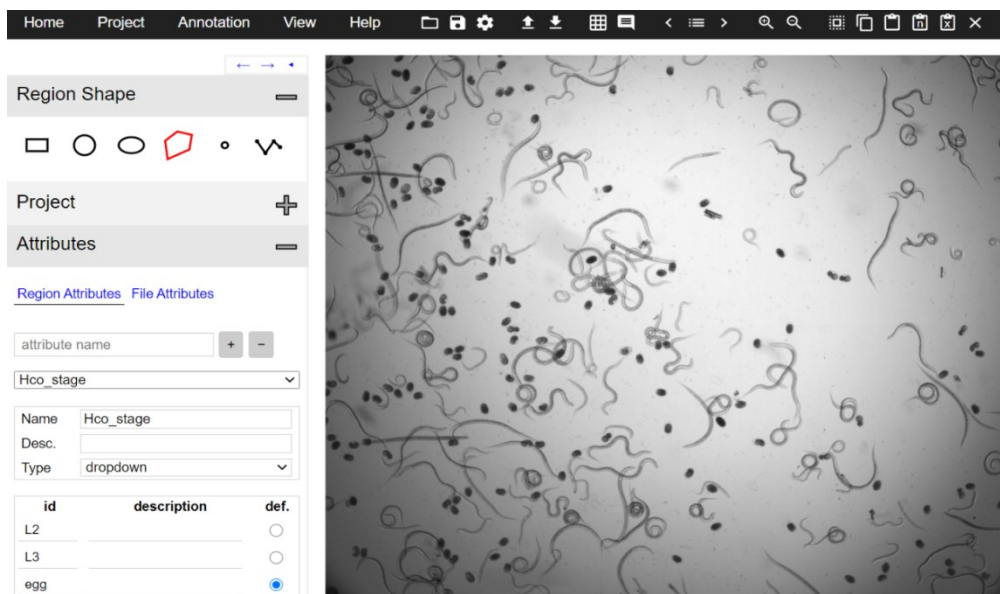 Home Project Annotation View Help
Region Shape
Project
Attributes
Region Attributes File Attributes
attribute name + -
Hco_stage
Name Hco_stage
Desc.
Type dropdown
id description def.
L2
L3
egg